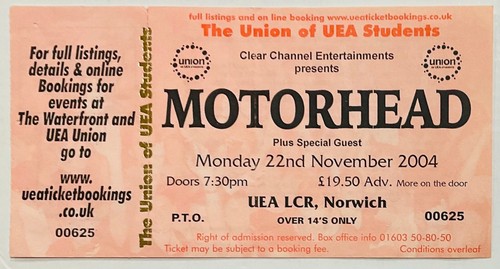 For full listings,
details & online
Bookings for
events at
The Waterfront and
UEA Union
go to
www.
ueaticketbookings
.co.uk
00625
The Union of UEA Students
full listings and on line booking www.ueaticketbookings.co.uk
The Union of UEA Students
union
union
Clear Channel Entertainments
presents
MOTORHEAD
Plus Special Guest
Monday 22nd November 2004
Doors 7:30pm £19.50 Adv. More on the door
UEA LCR, Norwich
P.T.O. OVER 14'S ONLY 00625
Right of admission reserved. Box office info 01603 50-80-50
Ticket may be subject to a booking fee. Conditions overleaf